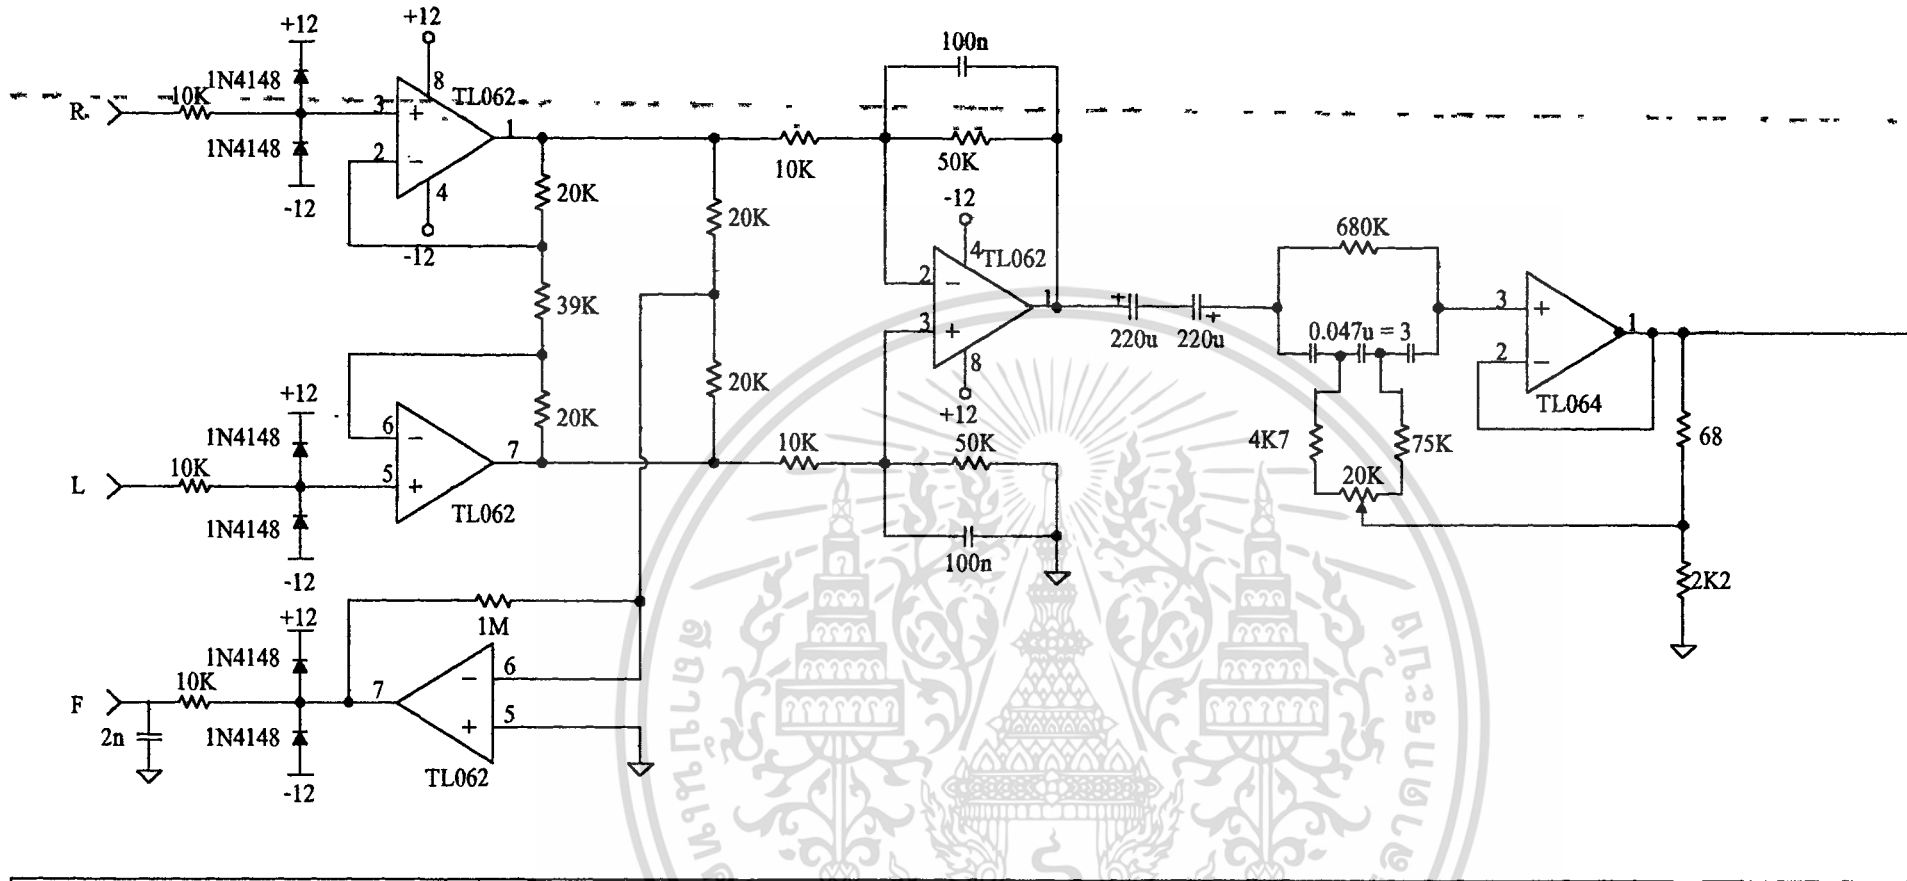 +12
+12
100n
1N4148
8
TL062
R
10K
3
+
1
1N4148
2
−
4
20K
10K
50K
-12
-12
20K
-12
4
TL062
680K
39K
2
−
1
3
+
3
+
1
+
220u
+
220u
0.047u = 3
2
−
TL064
8
+12
20K
+12
20K
1N4148
6
−
10K
50K
4K7
75K
68
L
10K
5
+
7
20K
1N4148
TL062
-12
100n
2K2
+12
1M
1N4148
6
−
F
10K
7
5
+
2n
1N4148
TL062
-12